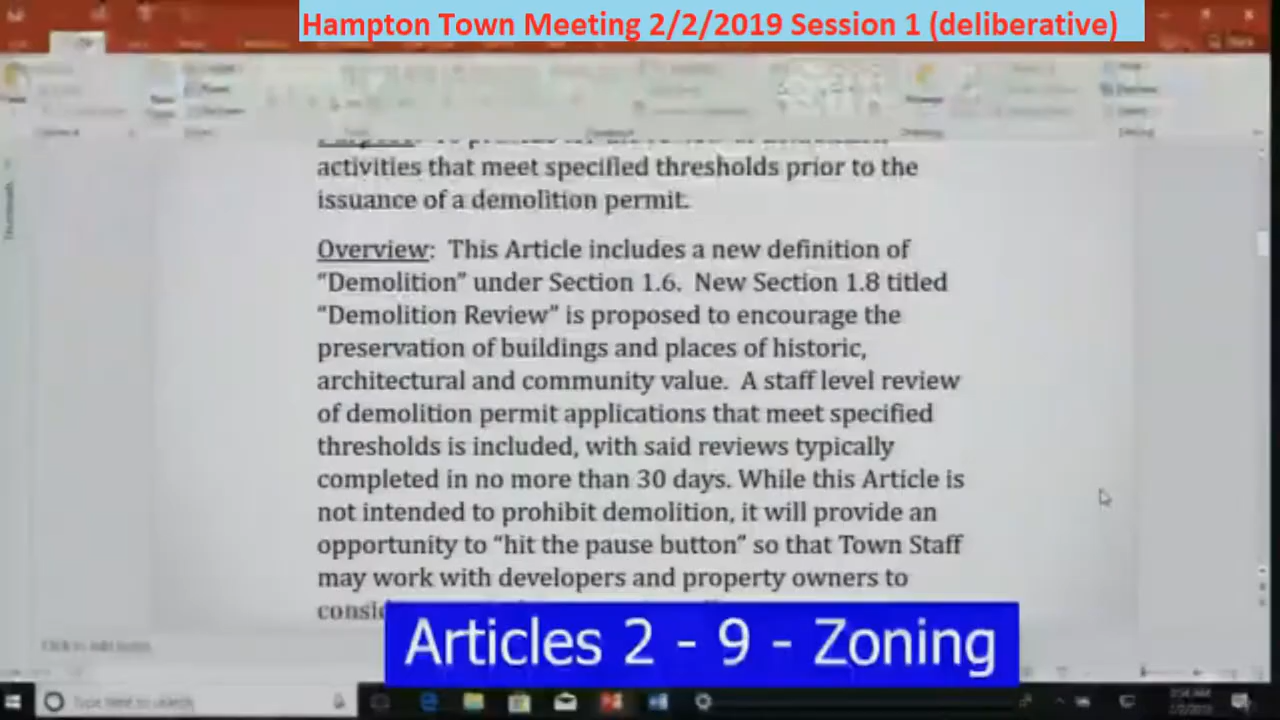 Hampton Town Meeting 2/2/2019 Session 1 (deliberative)
activities that meet specified thresholds prior to the
issuance of a demolition permit.
Overview: This Article includes a new definition of
“Demolition” under Section 1.6. New Section 1.8 titled
“Demolition Review” is proposed to encourage the
preservation of buildings and places of historic,
architectural and community value. A staff level review
of demolition permit applications that meet specified
thresholds is included, with said reviews typically
completed in no more than 30 days. While this Article is
not intended to prohibit demolition, it will provide an
opportunity to “hit the pause button” so that Town Staff
may work with developers and property owners to
Articles 2 - 9 - Zoning
Type here to search